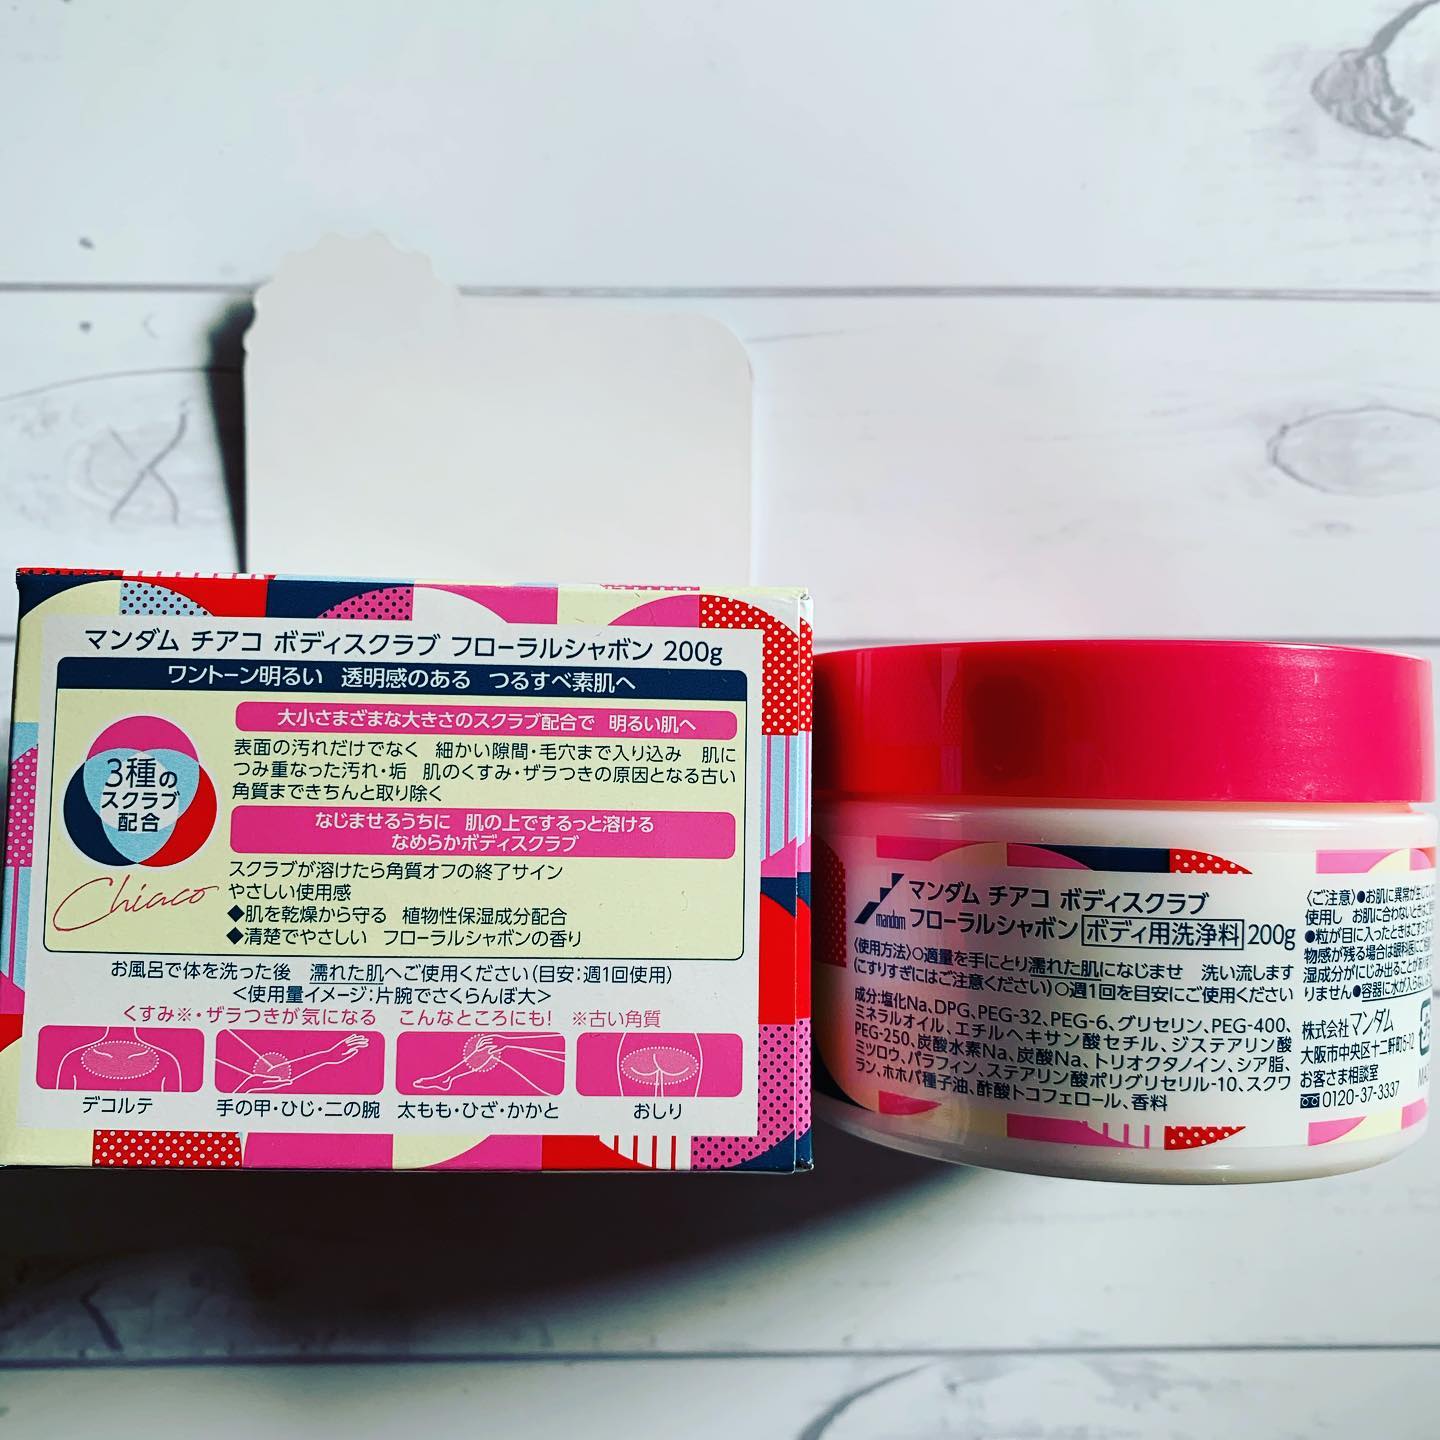 マンダム チアコ ボディスクラブ フローラルシャボン 200g
ワントーン明るい 透明感のある つるすべ素肌へ
3種の
スクラブ
配合
Chiaco
大小さまざまな大きさのスクラブ配合で 明るい肌へ
表面の汚れだけでなく 細かい隙間・毛穴まで入り込み 肌に
つみ重なった汚れ・垢 肌のくすみ・ザラつきの原因となる古い
角質まできちんと取り除く
なじませるうちに 肌の上でするっと溶ける
なめらかボディスクラブ
スクラブが溶けたら角質オフの終了サイン
やさしい使用感
◆肌を乾燥から守る 植物性保湿成分配合
◆清楚でやさしい フローラルシャボンの香り
お風呂で体を洗った後 濡れた肌へご使用ください(目安:週1回使用)
<使用量イメージ:片腕でさくらんぼ大>
くすみ※・ザラつきが気になる こんなところにも! ※古い角質
デコルテ
手の甲・ひじ・二の腕
太もも・ひざ・かかと
おしり
mandom
マンダム チアコ ボディスクラブ
フローラルシャボン ボディ用洗浄料 200g
〈使用方法〉○適量を手にとり濡れた肌になじませ 洗い流します
(こすりすぎにはご注意ください)○週1回を目安にご使用ください
成分:塩化Na、DPG、PEG-32、PEG-6、グリセリン、PEG-400、
ミネラルオイル、エチルヘキサン酸セチル、ジステアリン酸
PEG-250、炭酸水素Na、炭酸Na、トリオクタノイン、シア脂、
ミツロウ、パラフィン、ステアリン酸ポリグリセリル-10、スクワ
ラン、ホホバ種子油、酢酸トコフェロール、香料
〈ご注意〉●お肌に異常が生じてい
使用し お肌に合わないときはご使
●粒が目に入ったときはこすらず
物感が残る場合は眼科医にご相
湿成分がにじみ出ることがあり
りません●容器に水が入らな
株式会社マンダム
大阪市中央区十二軒町5-12
お客さま相談室
0120-37-3337